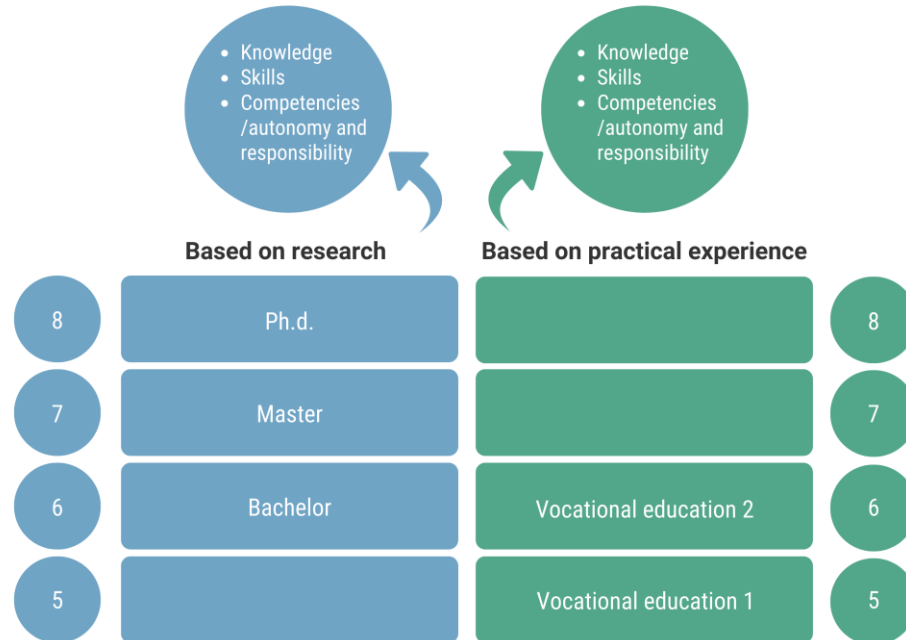 • Knowledge
• Skills
• Competencies
/autonomy and
responsibility
• Knowledge
• Skills
• Competencies
/autonomy and
responsibility
Based on research
Based on practical experience
8
Ph.d.
8
7
Master
7
6
Bachelor
Vocational education 2
6
5
Vocational education 1
5